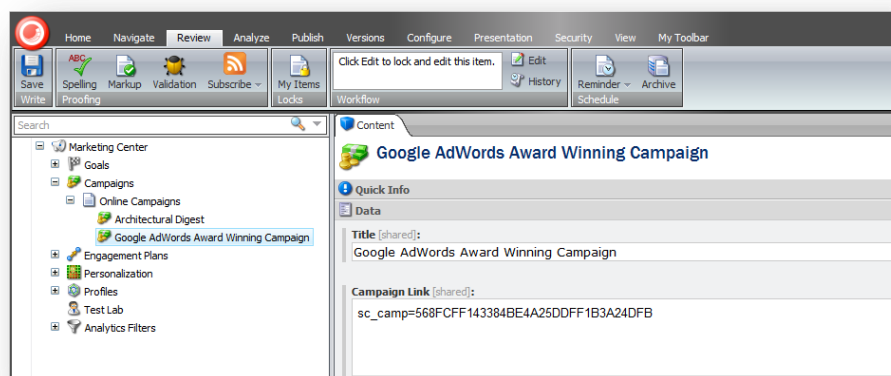 Home Navigate Review Analyze Publish Versions Configure Presentation Security View My Toolbar
Save Spelling Markup Validation Subscribe My Items Click Edit to lock and edit this item. Edit History Reminder Archive
ABC
Write Proofing Locks Workflow Schedule
Search
Marketing Center
Goals
Campaigns
Online Campaigns
Architectural Digest
Google AdWords Award Winning Campaign
Engagement Plans
Personalization
Profiles
Test Lab
Analytics Filters
Content
Google AdWords Award Winning Campaign
Quick Info
Data
Title [shared]:
Google AdWords Award Winning Campaign
Campaign Link [shared]:
sc_camp=568FCFF143384BE4A25DDFF1B3A24DFB